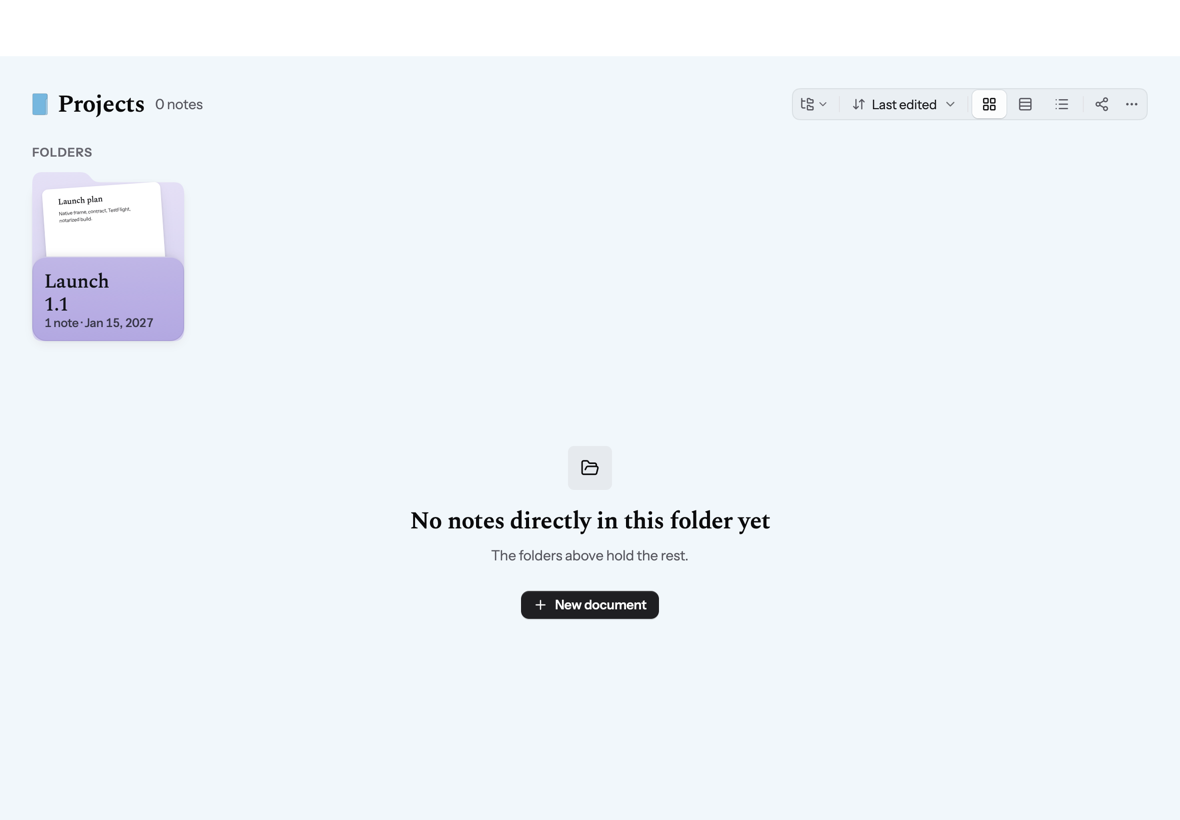 Projects 0 notes
Last edited
FOLDERS
Launch plan
Native frame, contract, TestFlight,
notarised build.
Launch
1.1
1 note · Jan 15, 2027
No notes directly in this folder yet
The folders above hold the rest.
+ New document